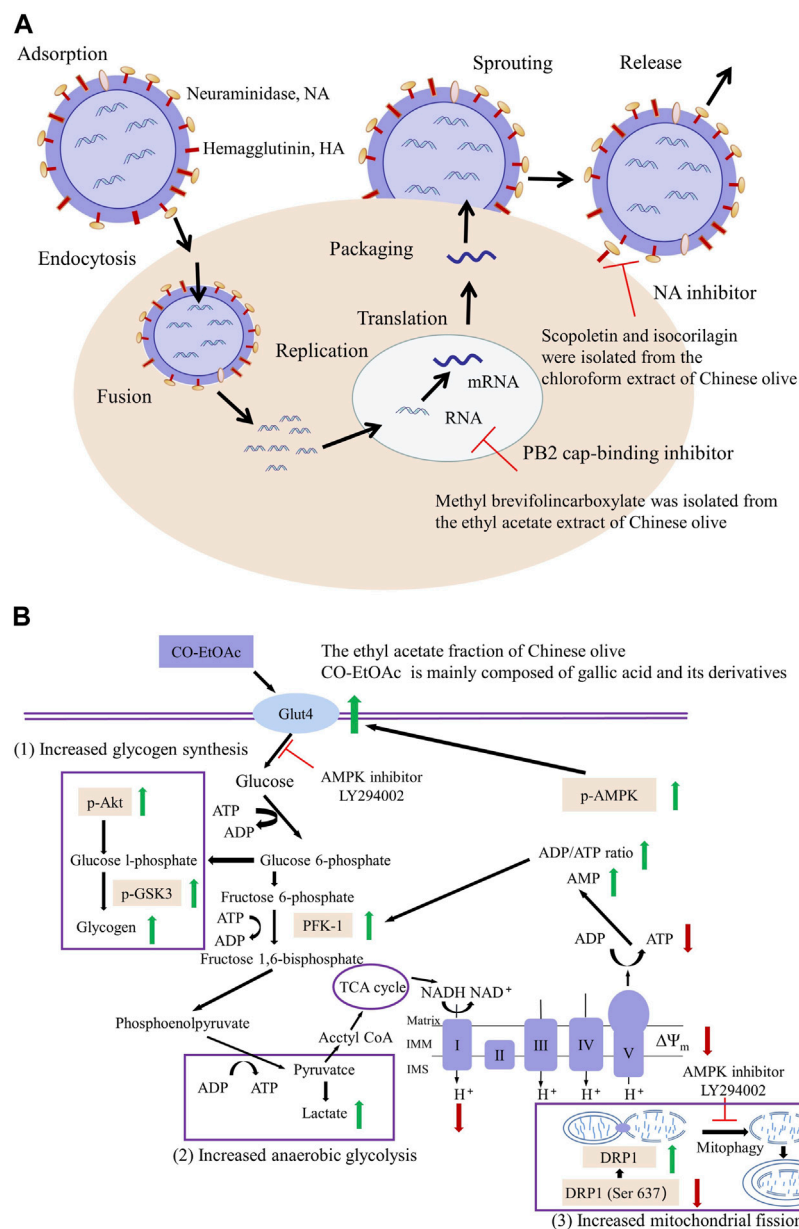 A
Adsorption
Sprouting
Release
Neuraminidase, NA
Hemagglutinin, HA
Endocytosis
Packaging
NA inhibitor
Translation
Replication
Scopoletin and isocorilagin
were isolated from the
chloroform extract of Chinese olive
mRNA
Fusion
RNA
PB2 cap-binding inhibitor
Methyl brevifolincarboxylate was isolated from
the ethyl acetate extract of Chinese olive
B
CO-EtOAc
The ethyl acetate fraction of Chinese olive
CO-EtOAc is mainly composed of gallic acid and its derivatives
Glut4
(1) Increased glycogen synthesis
Glucose
AMPK inhibitor
LY294002
p-Akt
p-AMPK
ATP
ADP
Glucose 1-phosphate
Glucose 6-phosphate
ADP/ATP ratio
AMP
p-GSK3
Fructose 6-phosphate
Glycogen
ATP
ADP
PFK-1
ADP
ATP
Fructose 1,6-bisphosphate
TCA cycle
NADH NAD+
Phosphoenolpyruvate
Matrix
IMM
IMS
I
II
III
IV
V
ΔΨm
Acctyl CoA
Pyruvatce
ADP
ATP
H+
H+
H+
H+
AMPK inhibitor
LY294002
Lactate
Mitophagy
DRP1
DRP1 (Ser 637)
(2) Increased anaerobic glycolysis
(3) Increased mitochondrial fission